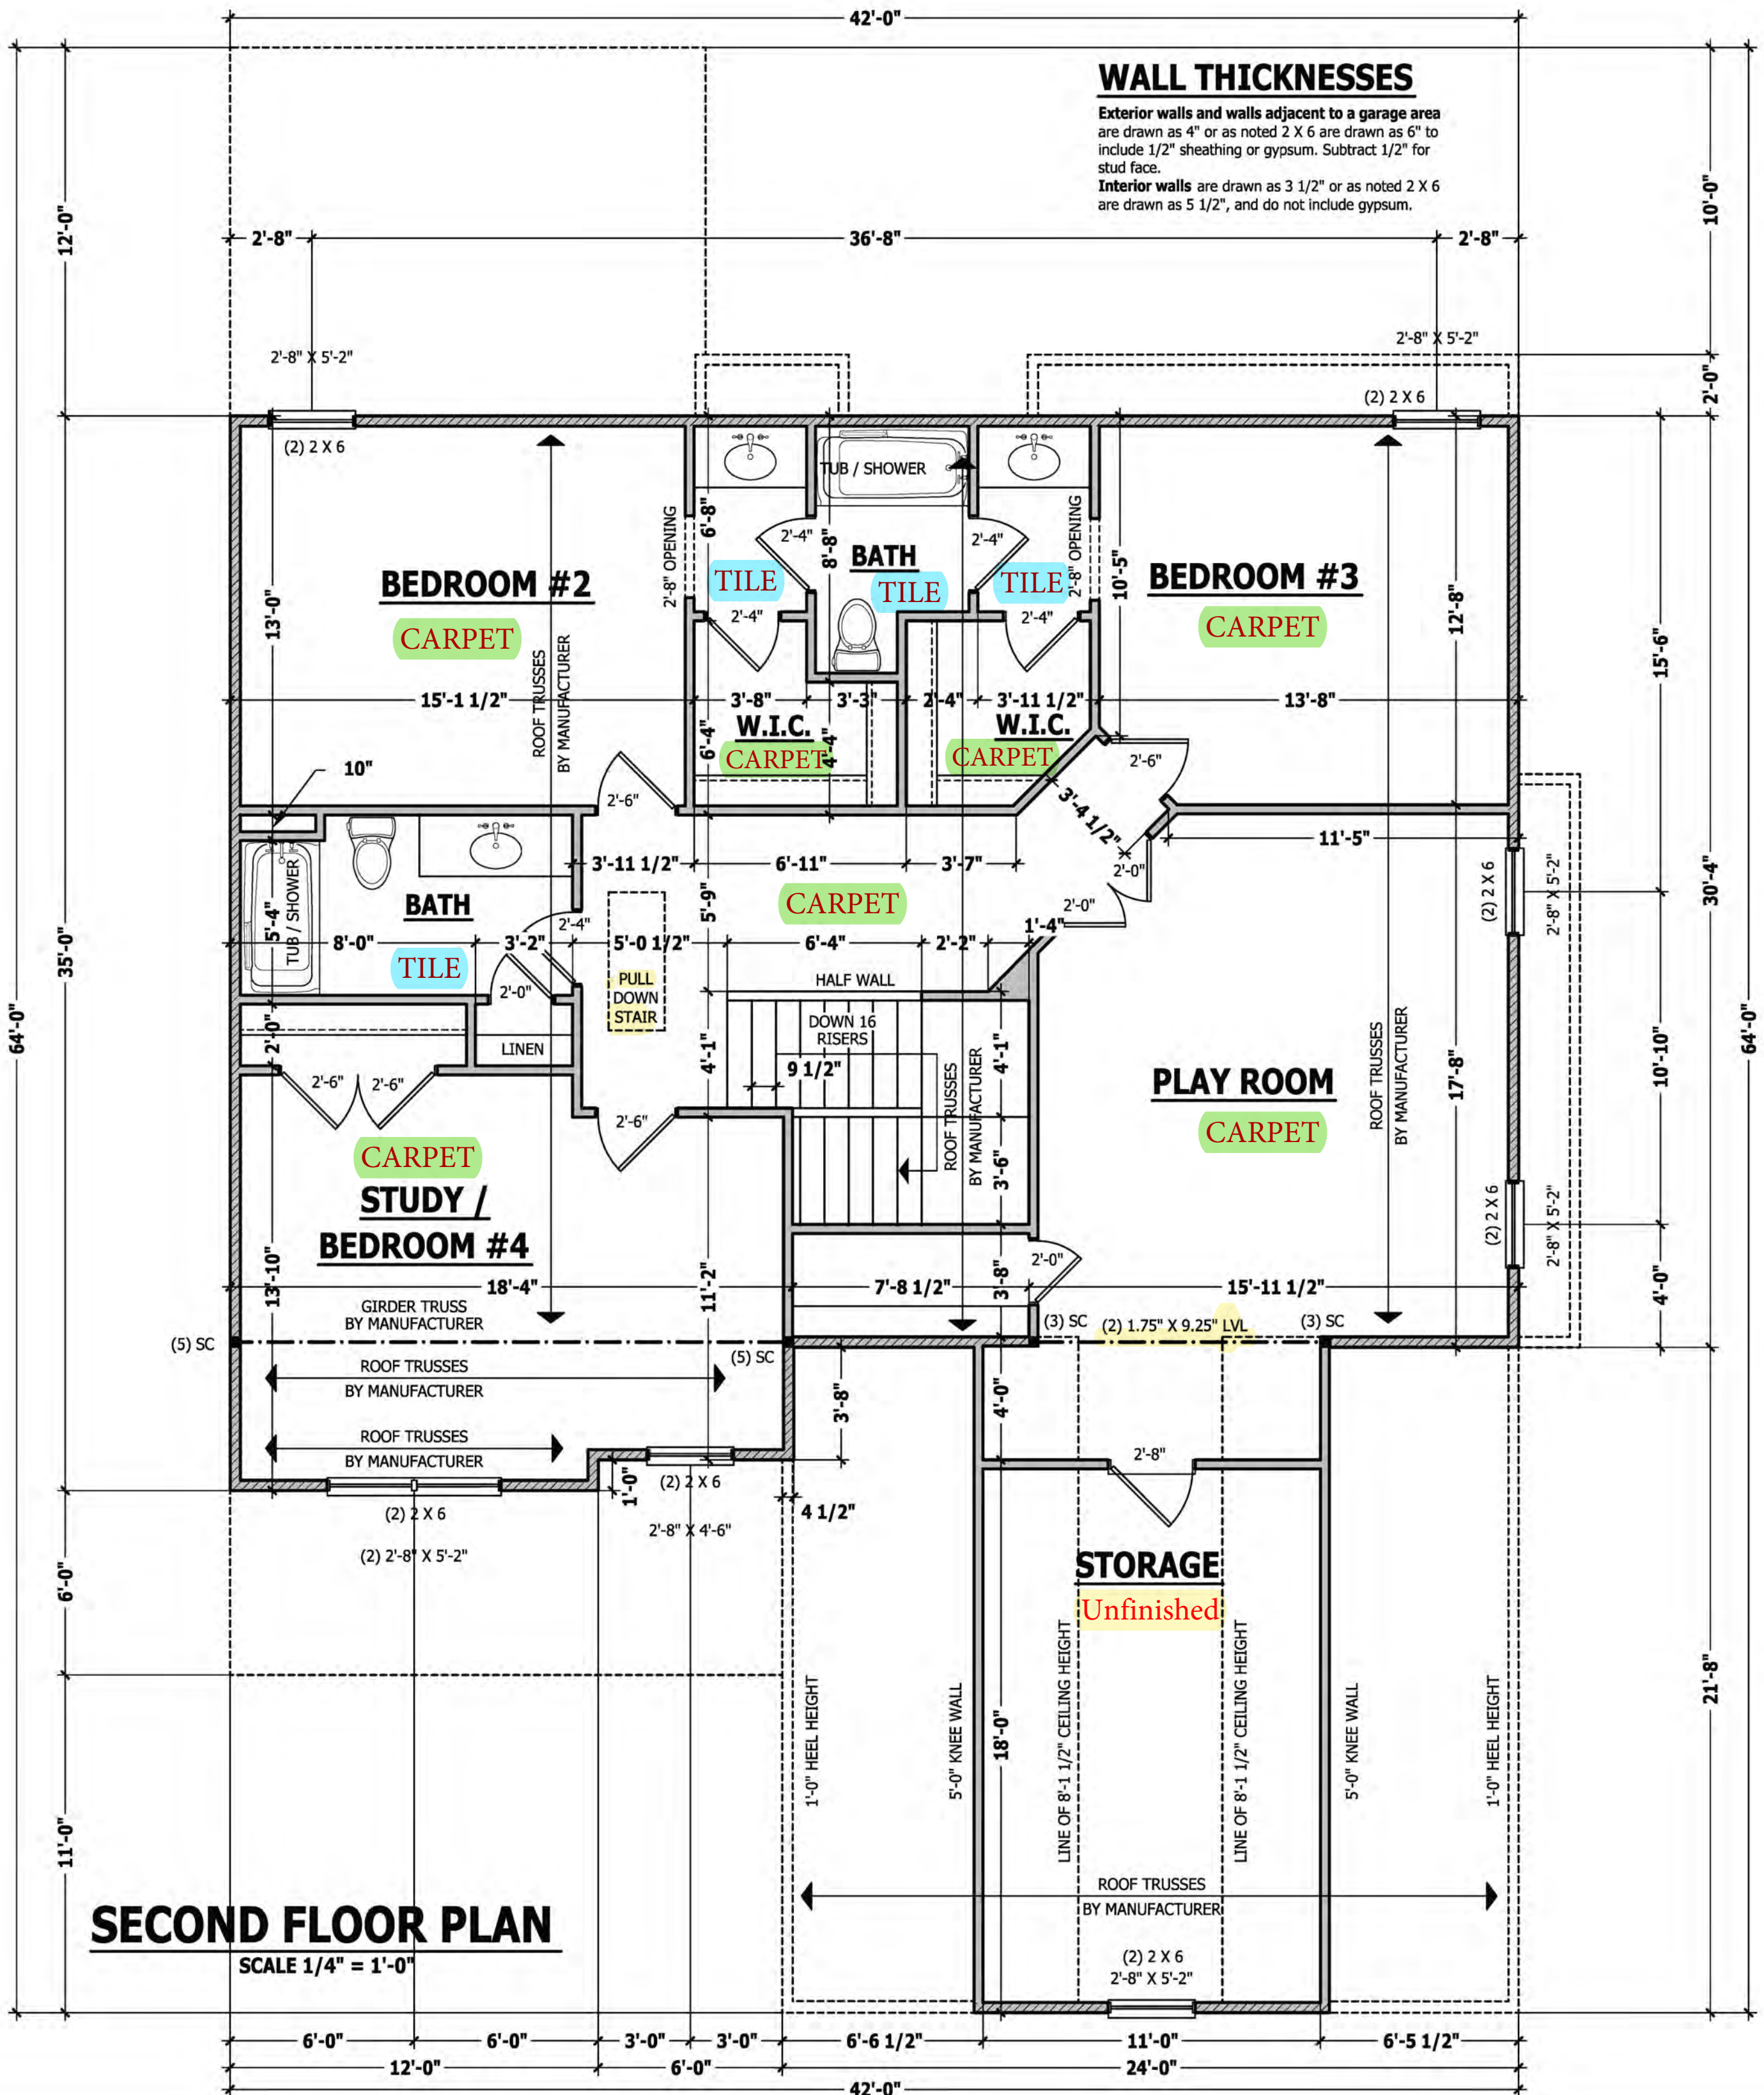 42'-0"
WALL THICKNESSES
Exterior walls and walls adjacent to a garage area
are drawn as 4" or as noted 2 X 6 are drawn as 6" to
include 1/2" sheathing or gypsum. Subtract 1/2" for
stud face.
Interior walls are drawn as 3 1/2" or as noted 2 X 6
are drawn as 5 1/2", and do not include gypsum.
12'-0"
10'-0"
2'-8"
36'-8"
2'-8"
2'-8" X 5'-2"
2'-8" X 5'-2"
2'-0"
(2) 2 X 6
(2) 2 X 6
TUB / SHOWER
6'-8"
8'-8"
2'-8" OPENING
2'-4"
2'-4"
2'-8" OPENING
10'-5"
BATH
BEDROOM #2
TILE
TILE
TILE
BEDROOM #3
13'-0"
CARPET
2'-4"
2'-4"
CARPET
12'-8"
15'-6"
ROOF TRUSSES
BY MANUFACTURER
15'-1 1/2"
3'-8"
3'-3"
2'-4"
3'-11 1/2"
13'-8"
W.I.C.
W.I.C.
6'-4"
4'-4"
CARPET
CARPET
10"
2'-6"
2'-6"
3'-4 1/2"
11'-5"
3'-11 1/2"
6'-11"
3'-7"
2'-0"
(2) 2 X 6
2'-8" X 5'-2"
30'-4"
TUB / SHOWER
5'-4"
BATH
5'-9"
CARPET
2'-0"
2'-4"
1'-4"
35'-0"
8'-0"
3'-2"
5'-0 1/2"
6'-4"
2'-2"
TILE
2'-0"
PULL
DOWN
STAIR
HALF WALL
64'-0"
64'-0"
2'-0"
LINEN
4'-1"
DOWN 16
RISERS
9 1/2"
4'-1"
ROOF TRUSSES
BY MANUFACTURER
PLAY ROOM
CARPET
ROOF TRUSSES
BY MANUFACTURER
17'-8"
10'-10"
2'-6"
2'-6"
2'-6"
CARPET
STUDY /
BEDROOM #4
3'-6"
(2) 2 X 6
2'-8" X 5'-2"
13'-10"
11'-2"
3'-8"
2'-0"
4'-0"
18'-4"
7'-8 1/2"
15'-11 1/2"
GIRDER TRUSS
BY MANUFACTURER
(5) SC
(5) SC
(3) SC
(2) 1.75" X 9.25" LVL
(3) SC
ROOF TRUSSES
BY MANUFACTURER
3'-8"
4'-0"
ROOF TRUSSES
BY MANUFACTURER
2'-8"
1'-0"
(2) 2 X 6
2'-8" X 4'-6"
4 1/2"
(2) 2 X 6
(2) 2'-8" X 5'-2"
6'-0"
STORAGE
Unfinished
21'-8"
1'-0" HEEL HEIGHT
5'-0" KNEE WALL
18'-0"
LINE OF 8'-1 1/2" CEILING HEIGHT
LINE OF 8'-1 1/2" CEILING HEIGHT
5'-0" KNEE WALL
1'-0" HEEL HEIGHT
11'-0"
ROOF TRUSSES
BY MANUFACTURER
SECOND FLOOR PLAN
SCALE 1/4" = 1'-0"
(2) 2 X 6
2'-8" X 5'-2"
6'-0"
6'-0"
3'-0"
3'-0"
6'-6 1/2"
11'-0"
6'-5 1/2"
12'-0"
6'-0"
24'-0"
42'-0"